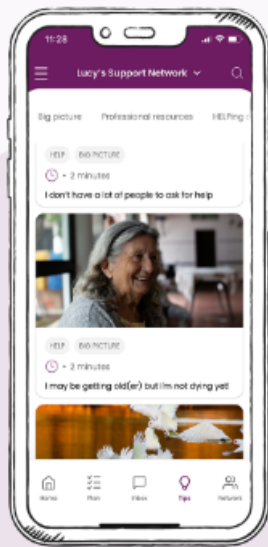 11:28
Lucy's Support Network
Big picture Professional resources HELPing
HELP BIG PICTURE
• 2 minutes
I don't have a lot of people to ask for help
HELP BIG PICTURE
• 2 minutes
I may be getting old(er) but I'm not dying yet!
Home Plan Inbox Tips Network